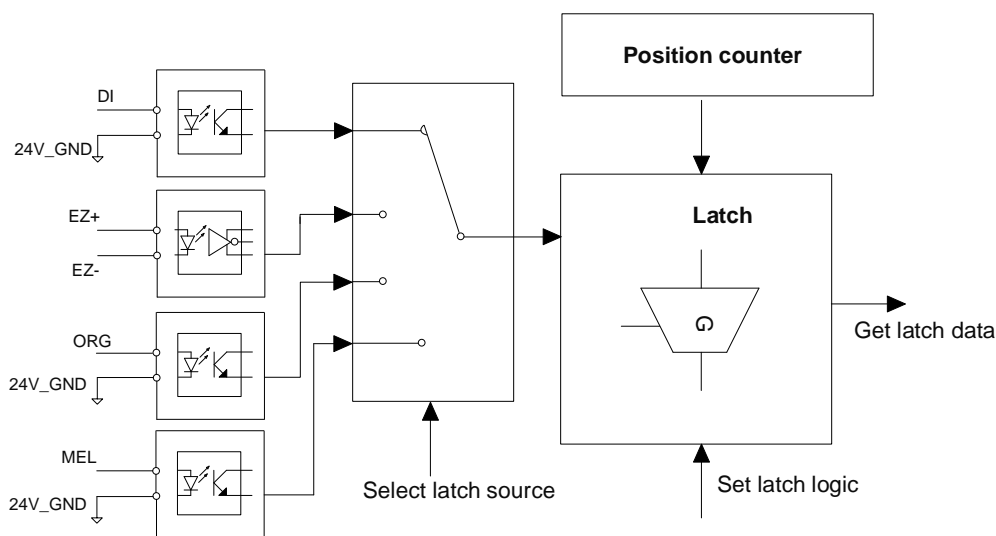 Position counter
DI
24V_GND
EZ+
EZ-
Latch
G
Get latch data
ORG
24V_GND
MEL
24V_GND
Select latch source
Set latch logic